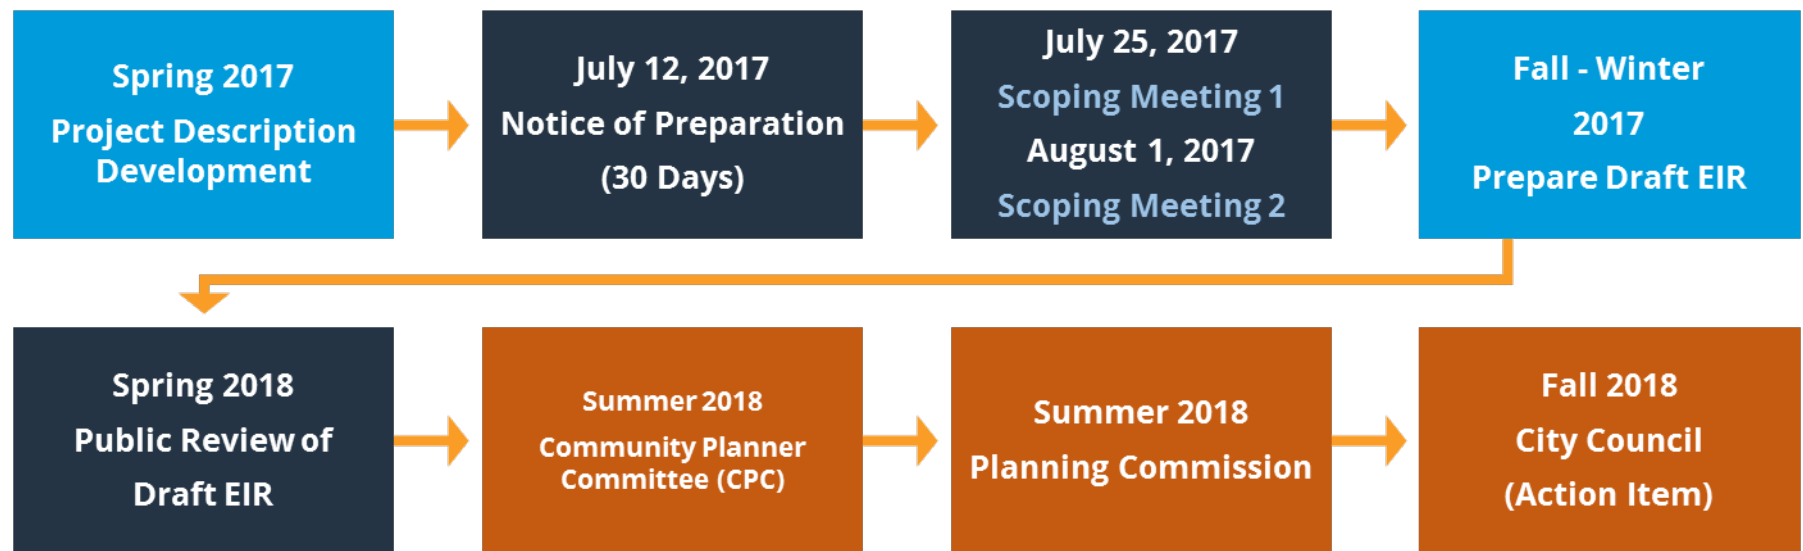 Spring 2017
Project Description
Development
July 12, 2017
Notice of Preparation
(30 Days)
July 25, 2017
Scoping Meeting 1
August 1, 2017
Scoping Meeting 2
Fall - Winter
2017
Prepare Draft EIR
Spring 2018
Public Review of
Draft EIR
Summer 2018
Community Planner
Committee (CPC)
Summer 2018
Planning Commission
Fall 2018
City Council
(Action Item)